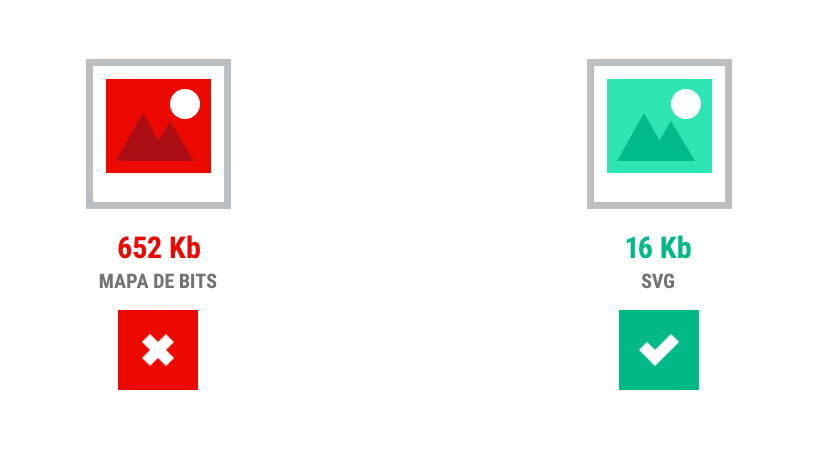 652 Kb
MAPA DE BITS
16 Kb
SVG